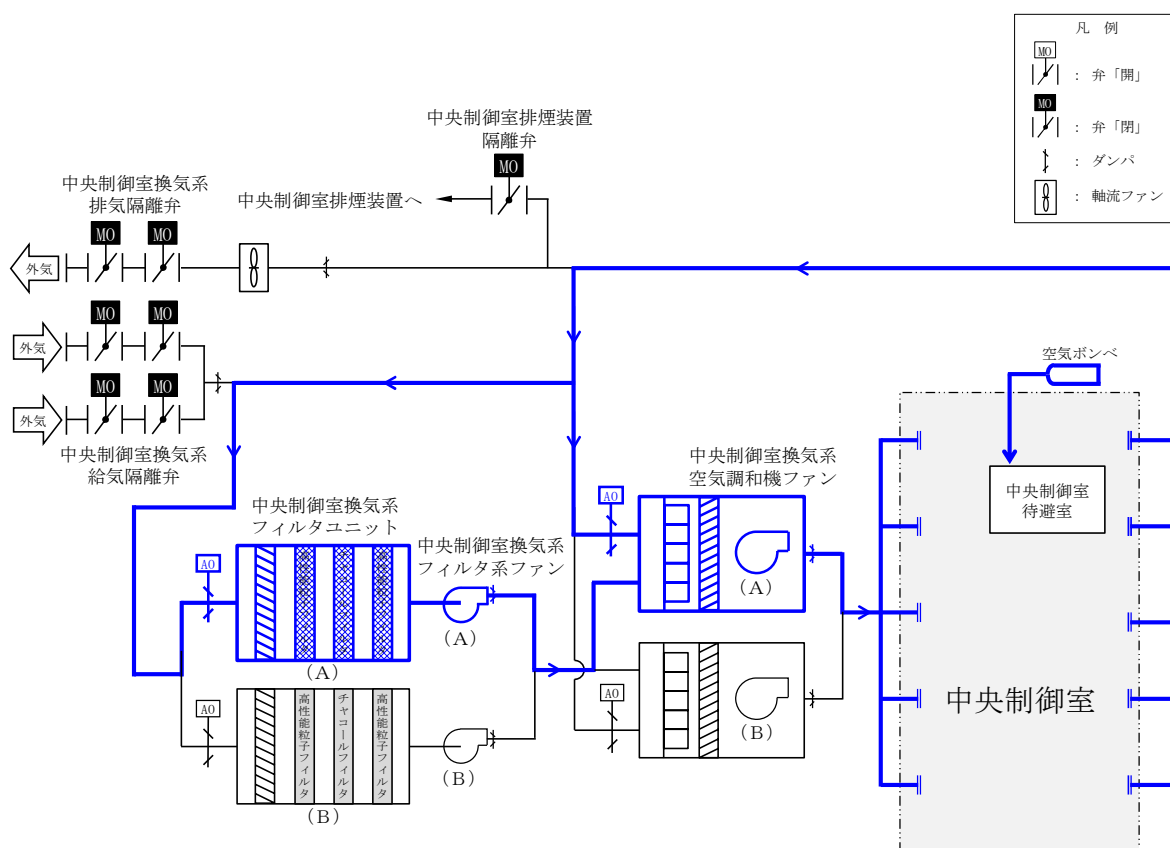 凡 例
MO
： 弁「開」
MO
： 弁「閉」
： ダンパ
： 軸流ファン
中央制御室排煙装置
隔離弁
MO
中央制御室排煙装置へ
中央制御室換気系
排気隔離弁
MO
MO
外気
MO
MO
外気
MO
MO
外気
中央制御室換気系
給気隔離弁
空気ボンベ
中央制御室
待避室
中央制御室換気系
空気調和機ファン
AO
(A)
中央制御室換気系
フィルタユニット
中央制御室換気系
フィルタ系ファン
AO
(A)
(A)
AO
(B)
AO
高性能粒子フィルタ
チャコールフィルタ
高性能粒子フィルタ
(B)
(B)
中央制御室